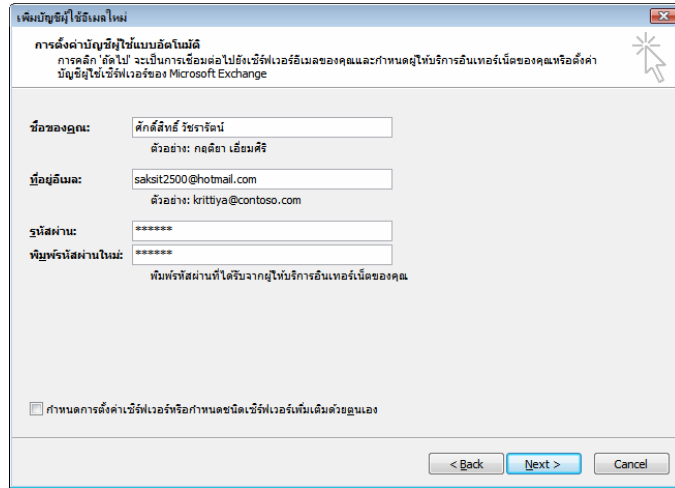 เพิ่มบัญชีผู้ใช้อีเมลใหม่
การตั้งค่าบัญชีผู้ใช้แบบอัตโนมัติ
การคลิก 'ถัดไป' จะเป็นการเชื่อมต่อไปยังเซิร์ฟเวอร์อีเมลของคุณและกำหนดผู้ให้บริการอินเทอร์เน็ตของคุณหรือตั้งค่า
บัญชีผู้ใช้เซิร์ฟเวอร์ของ Microsoft Exchange
ชื่อของคุณ: ศักดิ์สิทธิ์ วัชรารัตน์
ตัวอย่าง: กฤติยา เอี่ยมศิริ
ที่อยู่อีเมล: saksit2500@hotmail.com
ตัวอย่าง: krittiya@contoso.com
รหัสผ่าน: ******
พิมพ์รหัสผ่านใหม่: ******
พิมพ์รหัสผ่านที่ได้รับจากผู้ให้บริการอินเทอร์เน็ตของคุณ
กำหนดการตั้งค่าเซิร์ฟเวอร์หรือกำหนดชนิดเซิร์ฟเวอร์เพิ่มเติมด้วยตนเอง
< Back Next > Cancel